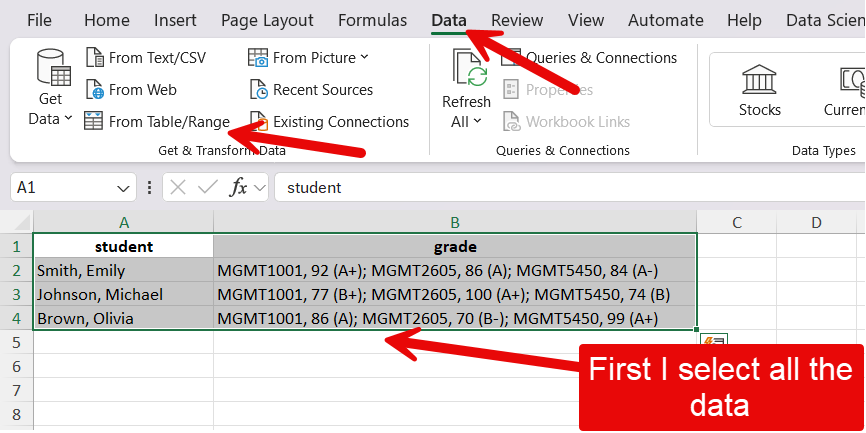 File Home Insert Page Layout Formulas Data Review View Automate Help Data Scien
Get Data
From Text/CSV
From Web
From Table/Range
From Picture
Recent Sources
Existing Connections
Get & Transform Data
Refresh All
Queries & Connections
Properties
Workbook Links
Queries & Connections
Stocks
Curren
Data Types
A1 fx student
A B C D
1 student grade
2 Smith, Emily MGMT1001, 92 (A+); MGMT2605, 86 (A); MGMT5450, 84 (A-)
3 Johnson, Michael MGMT1001, 77 (B+); MGMT2605, 100 (A+); MGMT5450, 74 (B)
4 Brown, Olivia MGMT1001, 86 (A); MGMT2605, 70 (B-); MGMT5450, 99 (A+)
5
6
7
8
First I select all the
data